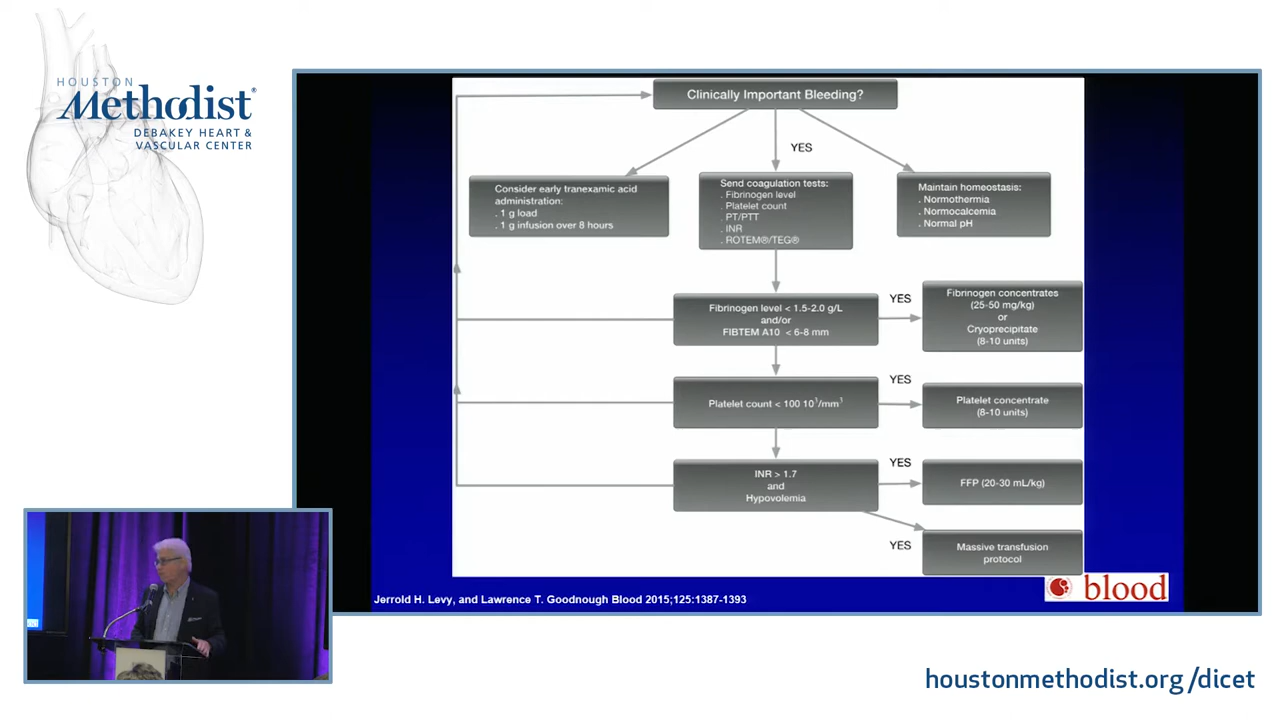 HOUSTON
Methodist®
DEBAKEY HEART &
VASCULAR CENTER
Clinically Important Bleeding?
YES
Consider early tranexamic acid
administration:
. 1 g load
. 1 g infusion over 8 hours
Send coagulation tests:
. Fibrinogen level
. Platelet count
. PT/PTT
. INR
. ROTEM®/TEG®
Maintain homeostasis:
. Normothermia
. Normocalcemia
. Normal pH
Fibrinogen level < 1.5-2.0 g/L
and/or
FIBTEM A10 < 6-8 mm
YES
Fibrinogen concentrates
(25-50 mg/kg)
or
Cryoprecipitate
(8-10 units)
Platelet count < 100 10³/mm³
YES
Platelet concentrate
(8-10 units)
INR > 1.7
and
Hypovolemia
YES
FFP (20-30 mL/kg)
YES
Massive transfusion
protocol
blood
Jerrold H. Levy, and Lawrence T. Goodnough Blood 2015;125:1387-1393
houstonmethodist.org/dicet